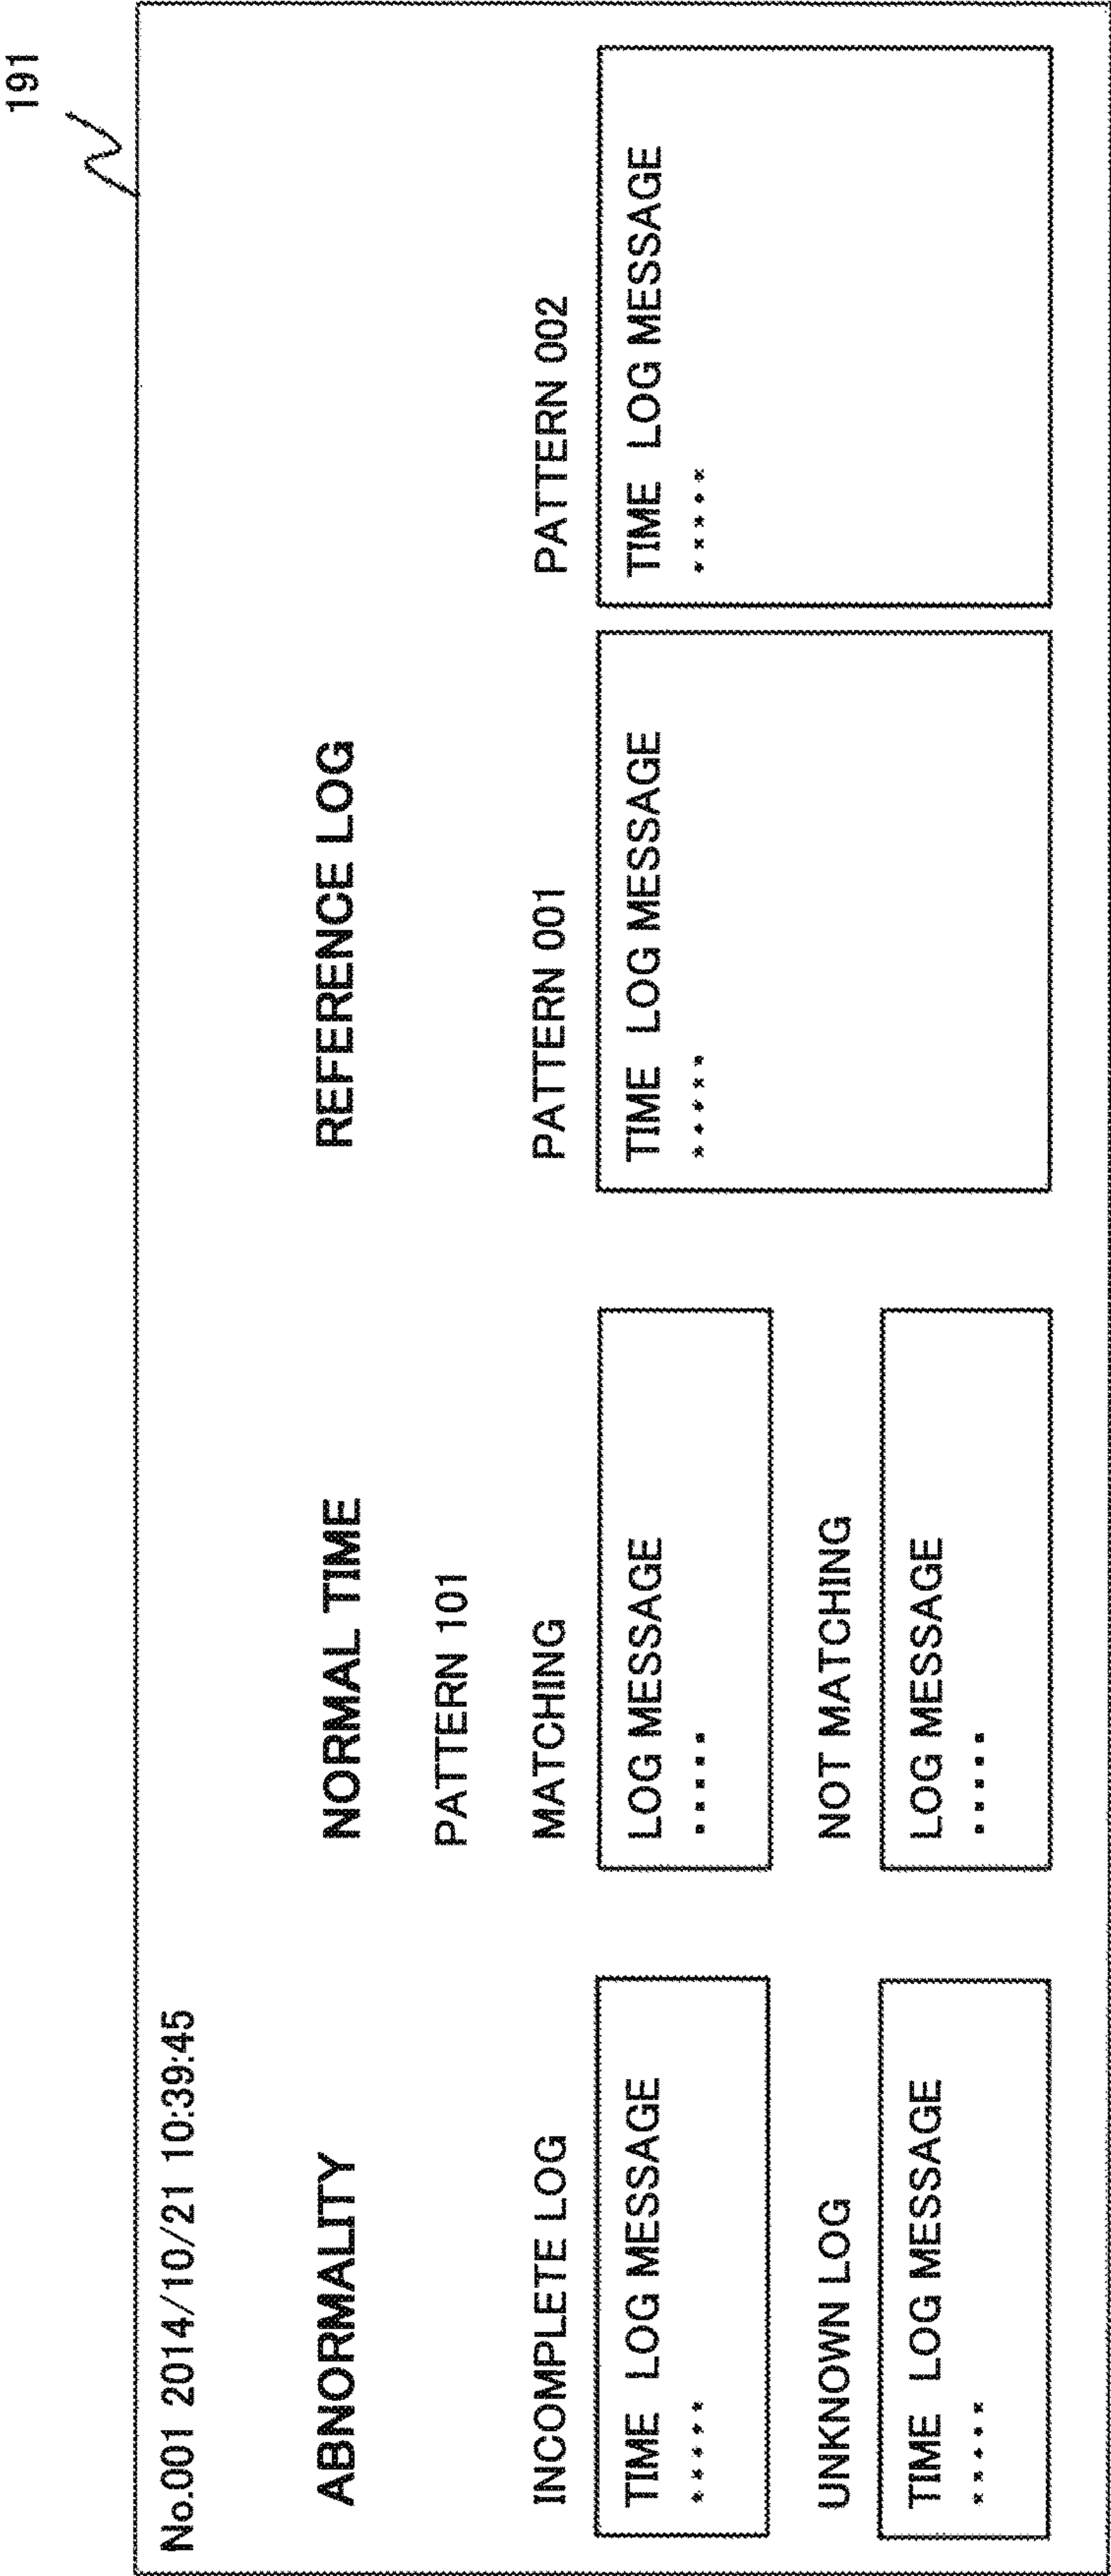 191
No.001 2014/10/21 10:39:45
ABNORMALITY
INCOMPLETE LOG
TIME LOG MESSAGE
*****
UNKNOWN LOG
TIME LOG MESSAGE
*****
NORMAL TIME
PATTERN 101
MATCHING
LOG MESSAGE
.....
NOT MATCHING
LOG MESSAGE
.....
REFERENCE LOG
PATTERN 001
TIME LOG MESSAGE
*****
PATTERN 002
TIME LOG MESSAGE
*****